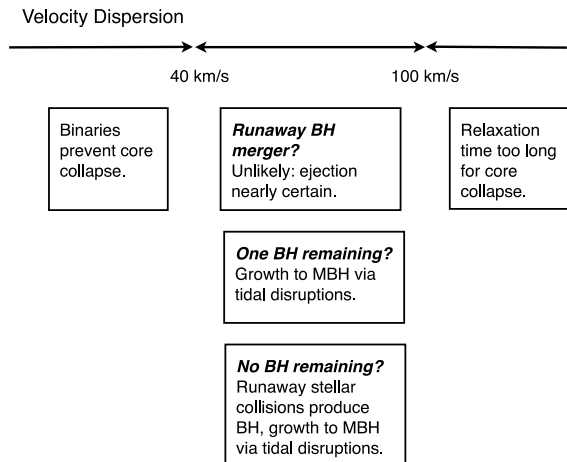 Velocity Dispersion
40 km/s
100 km/s
Binaries
prevent core
collapse.
Runaway BH
merger?
Unlikely: ejection
nearly certain.
Relaxation
time too long
for core
collapse.
One BH remaining?
Growth to MBH via
tidal disruptions.
No BH remaining?
Runaway stellar
collisions produce
BH, growth to MBH
via tidal disruptions.